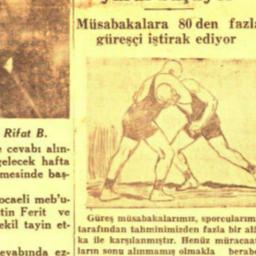 Müsabakalara 80 den fazla
güreşçi iştirak ediyor
Rifat B.
e cevabı alın-
gelecek hafta
mesinde baş-
ocaeli meb'u-
tin Ferit ve
ekil tayin et-
evabında ez-
Güreş müsabakalarımız, sporcuların
tarafından tahminimizden fazla bir alâ
ka ile karşılanmıştır. Henüz müracaat
ların sonu alınmamış olmakla berabe